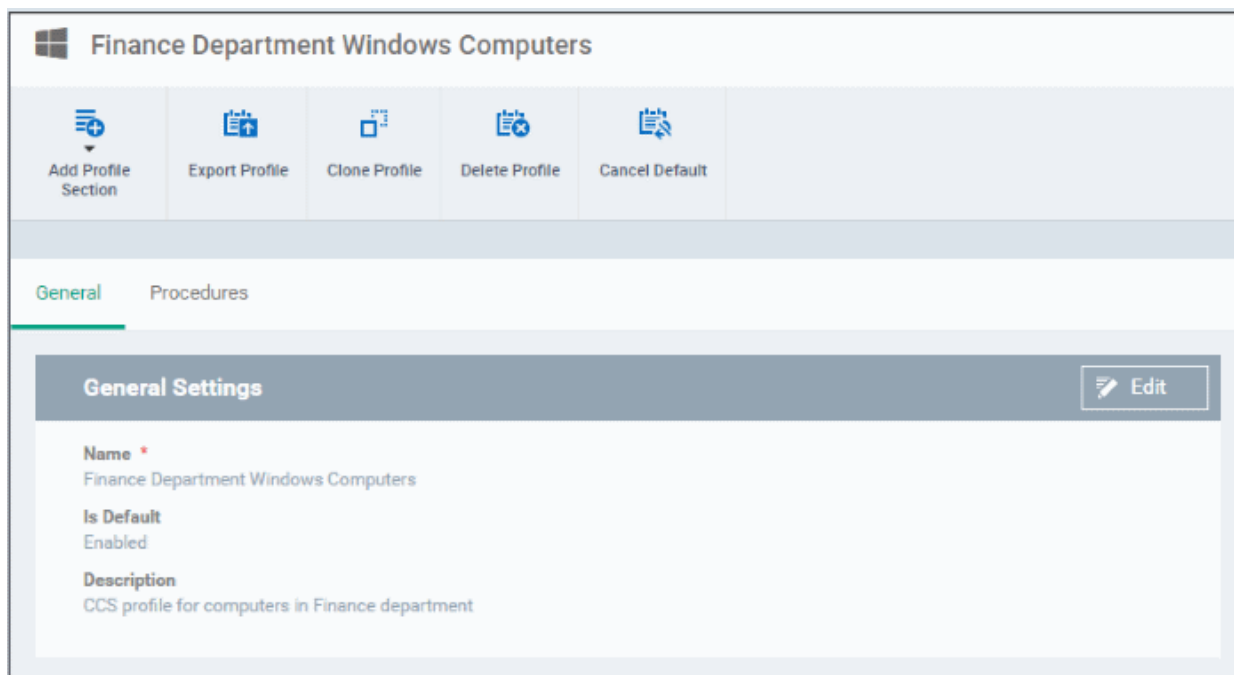 Finance Department Windows Computers
Add Profile
Section
Export Profile
Clone Profile
Delete Profile
Cancel Default
General
Procedures
General Settings
Edit
Name *
Finance Department Windows Computers
Is Default
Enabled
Description
CCS profile for computers in Finance department